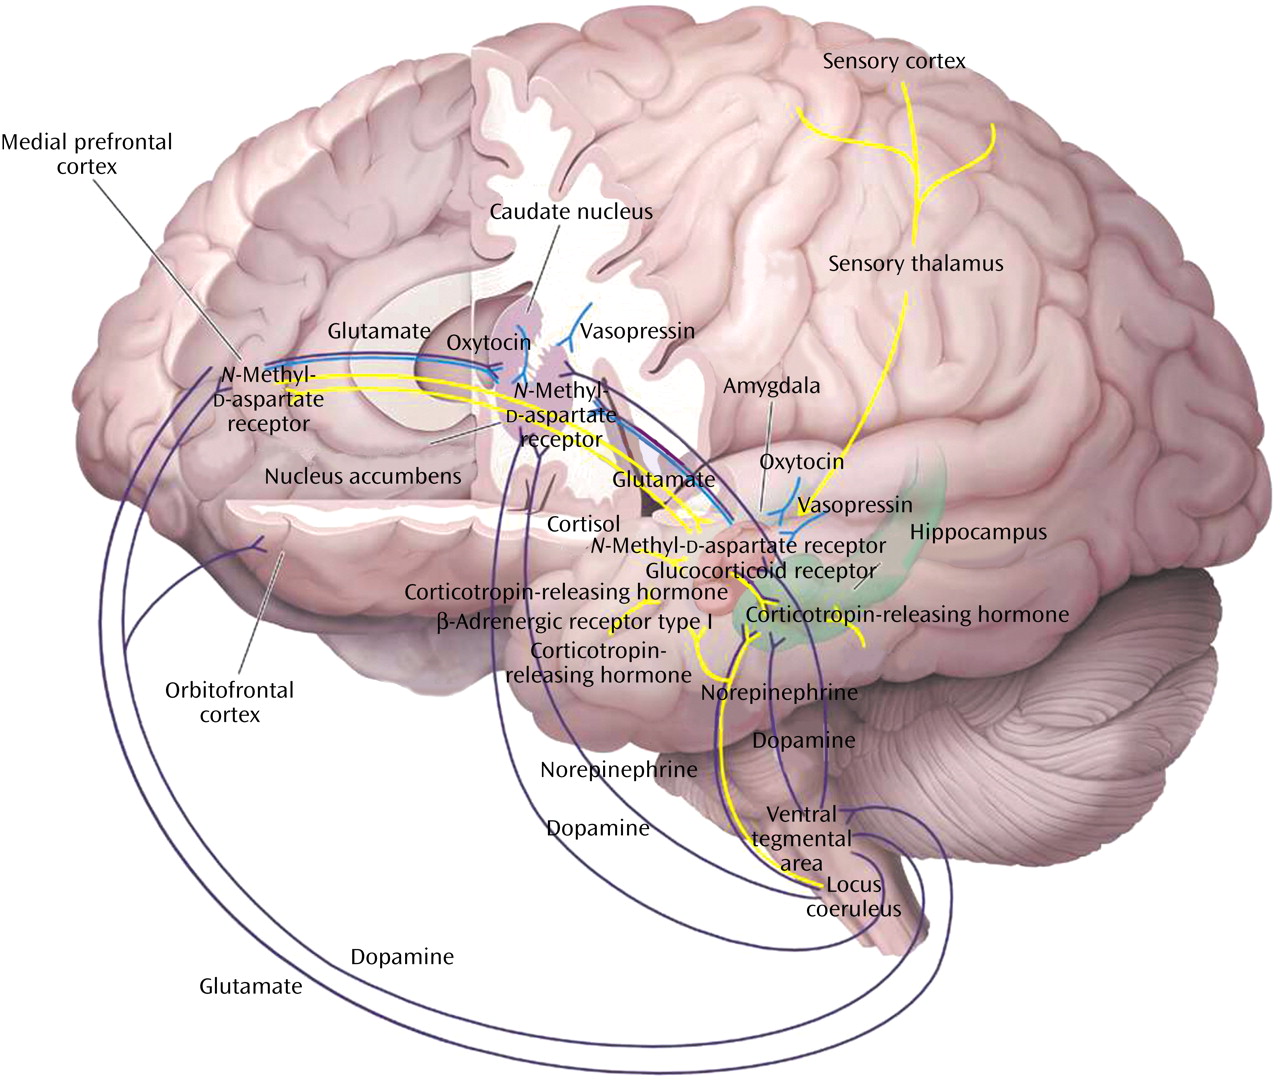 Sensory cortex
Medial prefrontal
cortex
Caudate nucleus
Sensory thalamus
Glutamate
Oxytocin
Vasopressin
N-Methyl-
D-aspartate
receptor
N-Methyl-
D-aspartate
receptor
Amygdala
Nucleus accumbens
Glutamate
Oxytocin
Vasopressin
Cortisol
Hippocampus
N-Methyl-D-aspartate receptor
Glucocorticoid receptor
Corticotropin-releasing hormone
Corticotropin-releasing hormone
β-Adrenergic receptor type I
Corticotropin-
releasing hormone
Orbitofrontal
cortex
Norepinephrine
Dopamine
Norepinephrine
Dopamine
Ventral
tegmental
area
Locus
coeruleus
Dopamine
Glutamate